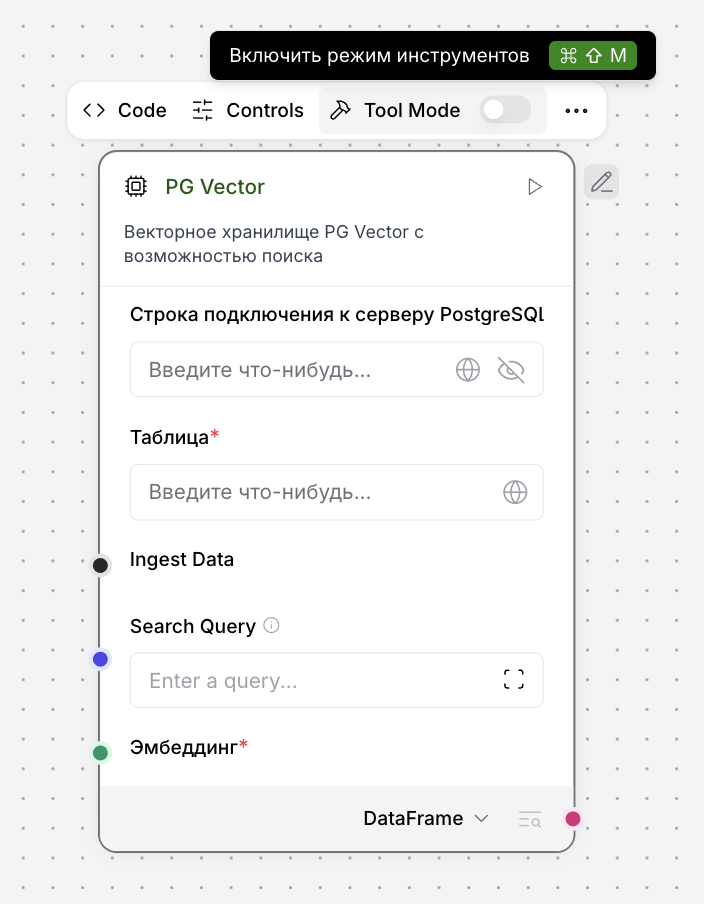 Включить режим инструментов ⌘ ⇧ M
Code Controls Tool Mode
PG Vector
Векторное хранилище PG Vector с
возможностью поиска
Строка подключения к серверу PostgreSQL
Введите что-нибудь...
Таблица*
Введите что-нибудь...
Ingest Data
Search Query
Enter a query...
Эмбеддинг*
DataFrame